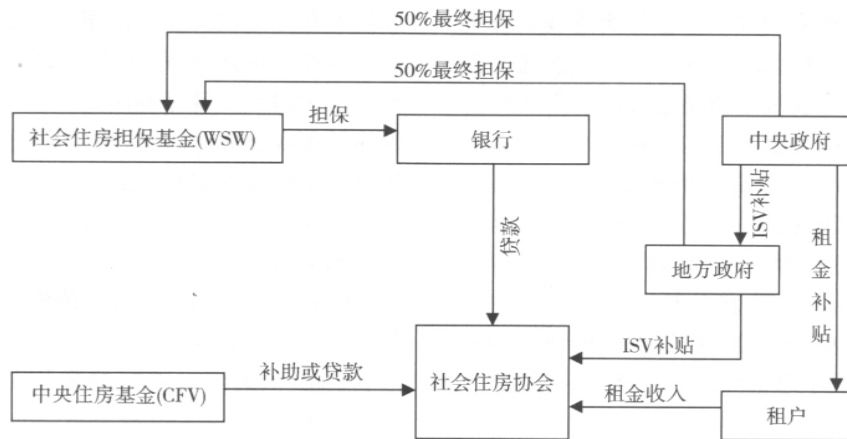 50%最终担保
50%最终担保
社会住房担保基金(WSW)
担保
银行
中央政府
贷款
ISV补贴
租金补贴
地方政府
ISV补贴
中央住房基金(CFV)
补助或贷款
社会住房协会
租金收入
租户